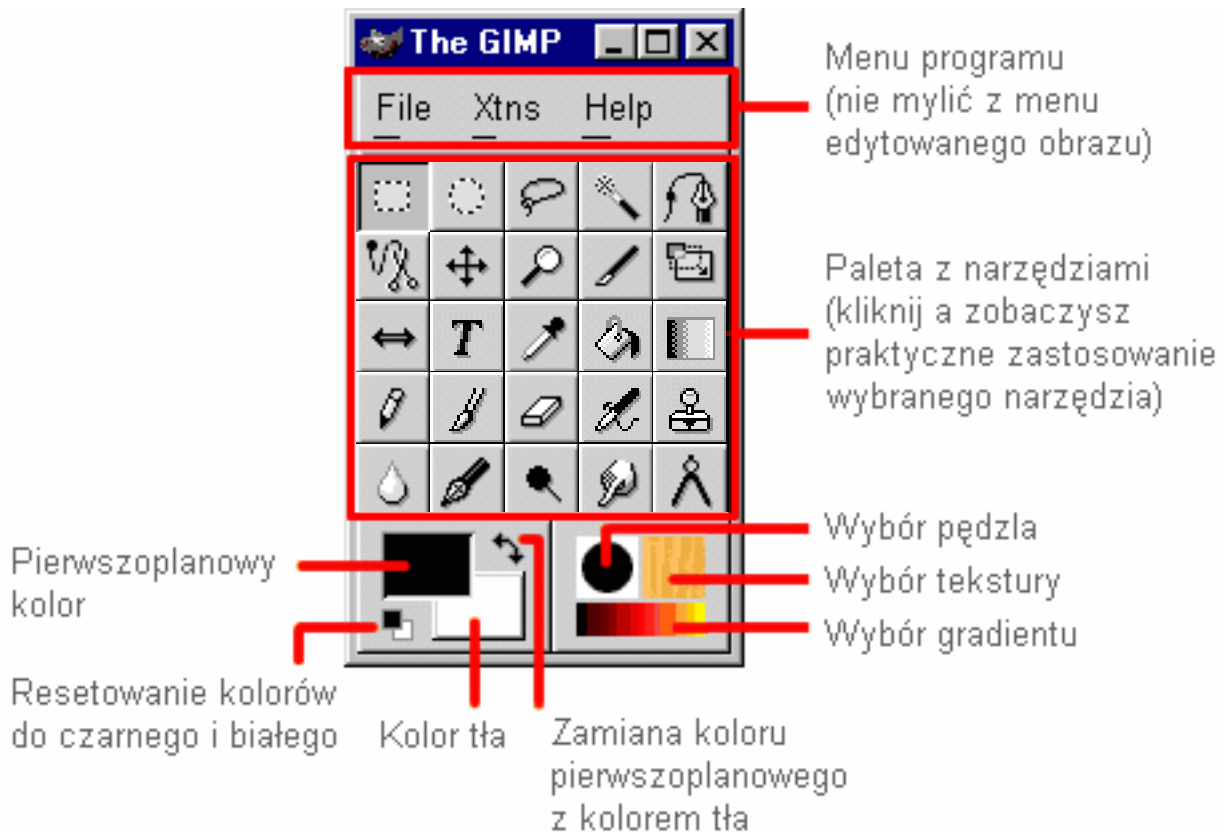 The GIMP
File Xtns Help
Menu programu
(nie mylić z menu
edytowanego obrazu)
T
Paleta z narzędziami
(kliknij a zobaczysz
praktyczne zastosowanie
wybranego narzędzia)
Wybór pędzla
Wybór tekstury
Wybór gradientu
Pierwszoplanowy
kolor
Resetowanie kolorów
do czarnego i białego
Kolor tła
Zamiana koloru
pierwszoplanowego
z kolorem tła